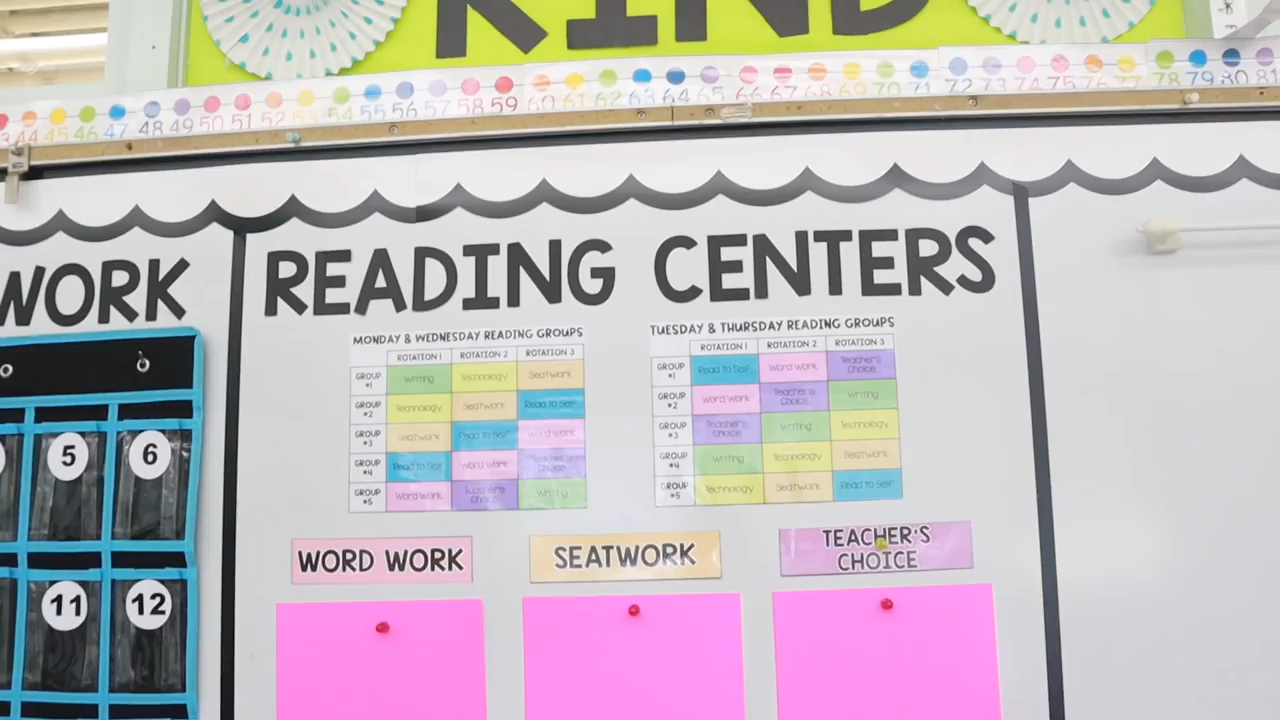 KIND
44 45 46 47 48 49 50 51 52 53 54 55 56 57 58 59 60 61 62 63 64 65 66 67 68 69 70 71 72 73 74 75 76 77 78 79 80 81
WORK
READING CENTERS
MONDAY & WEDNESDAY READING GROUPS
ROTATION 1 ROTATION 2 ROTATION 3
GROUP #1 Writing Technology Seatwork
GROUP #2 Technology Seatwork Read to Self
GROUP #3 Seatwork Read to Self Word Work
GROUP #4 Read to Self Word Work Teacher's Choice
GROUP #5 Word Work Teacher's Choice Writing
TUESDAY & THURSDAY READING GROUPS
ROTATION 1 ROTATION 2 ROTATION 3
GROUP #1 Read to Self Word Work Teacher's Choice
GROUP #2 Word Work Teacher's Choice Writing
GROUP #3 Teacher's Choice Writing Technology
GROUP #4 Writing Technology Seatwork
GROUP #5 Technology Seatwork Read to Self
5 6
11 12
WORD WORK
SEATWORK
TEACHER'S
CHOICE